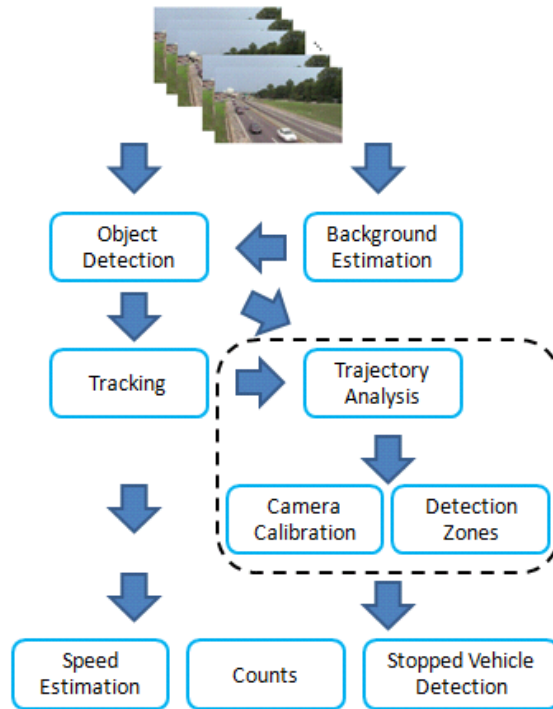 Object
Detection
Background
Estimation
Tracking
Trajectory
Analysis
Camera
Calibration
Detection
Zones
Speed
Estimation
Counts
Stopped Vehicle
Detection